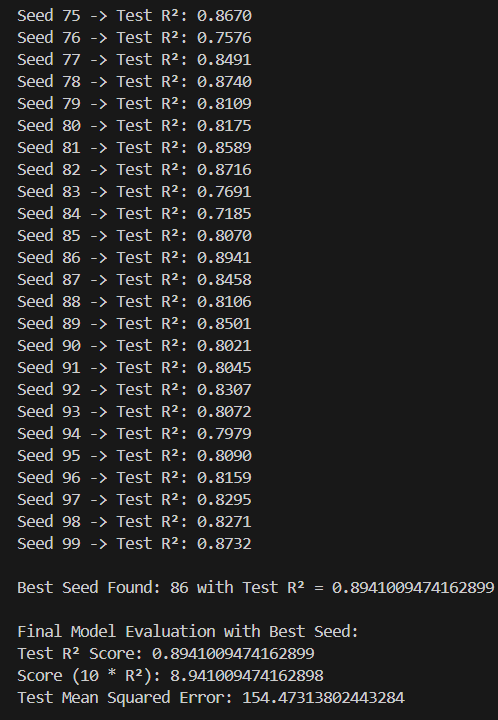 Seed 75 -> Test R²: 0.8670
Seed 76 -> Test R²: 0.7576
Seed 77 -> Test R²: 0.8491
Seed 78 -> Test R²: 0.8740
Seed 79 -> Test R²: 0.8109
Seed 80 -> Test R²: 0.8175
Seed 81 -> Test R²: 0.8589
Seed 82 -> Test R²: 0.8716
Seed 83 -> Test R²: 0.7691
Seed 84 -> Test R²: 0.7185
Seed 85 -> Test R²: 0.8070
Seed 86 -> Test R²: 0.8941
Seed 87 -> Test R²: 0.8458
Seed 88 -> Test R²: 0.8106
Seed 89 -> Test R²: 0.8501
Seed 90 -> Test R²: 0.8021
Seed 91 -> Test R²: 0.8045
Seed 92 -> Test R²: 0.8307
Seed 93 -> Test R²: 0.8072
Seed 94 -> Test R²: 0.7979
Seed 95 -> Test R²: 0.8090
Seed 96 -> Test R²: 0.8159
Seed 97 -> Test R²: 0.8295
Seed 98 -> Test R²: 0.8271
Seed 99 -> Test R²: 0.8732
Best Seed Found: 86 with Test R² = 0.8941009474162899
Final Model Evaluation with Best Seed:
Test R² Score: 0.8941009474162899
Score (10 * R²): 8.941009474162898
Test Mean Squared Error: 154.47313802443284